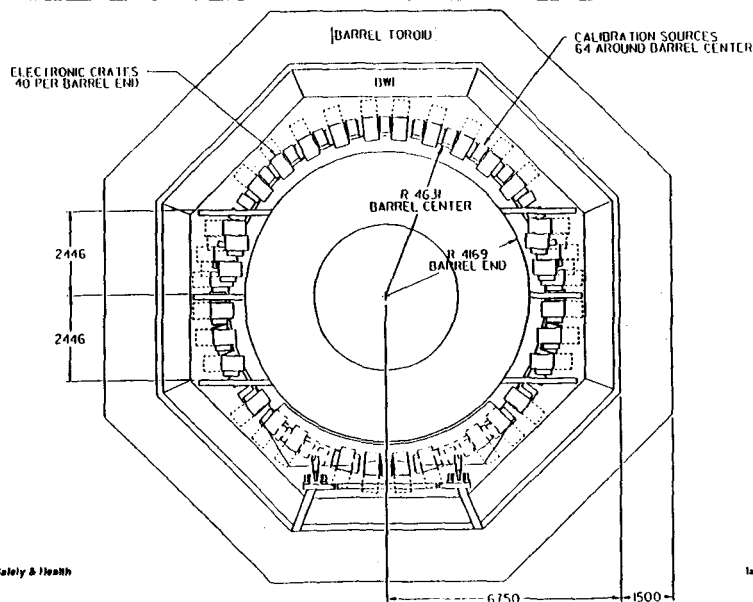 BARREL TOROID
CALIBRATION SOURCES
64 AROUND BARREL CENTER
ELECTRONIC CRATES
40 PER BARREL END
BW1
R 4631
BARREL CENTER
R 4169
BARREL END
2446
2446
Safety & Health
6750
1500